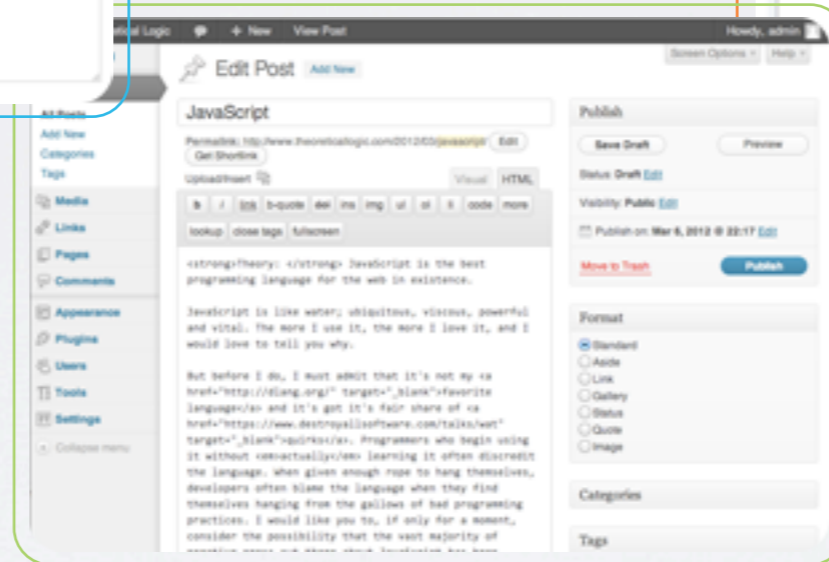 New View Post Howdy, admin
Screen Options Help
Edit Post Add New
JavaScript
Permalink: http://www.theoreticallogic.com/2012/03/javascript/ Edit
Get Shortlink
Upload/Insert Visual HTML
b i link b-quote del ins img ul ol li code more
lookup close tags fullscreen
<strong>Theory: </strong> JavaScript is the best
programming language for the web in existence.
JavaScript is like water; ubiquitous, viscous, powerful
and vital. The more I use it, the more I love it, and I
would love to tell you why.
But before I do, I must admit that it's not my <a
href="http://dlang.org/" target="_blank">favorite
language</a> and it's got it's fair share of <a
href="https://www.destroyallsoftware.com/talks/wat"
target="_blank">quirks</a>. Programmers who begin using
it without <em>actually</em> learning it often discredit
the language. When given enough rope to hang themselves,
developers often blame the language when they find
themselves hanging from the gallows of bad programming
practices. I would like you to, if only for a moment,
consider the possibility that the vast majority of
All Posts
Add New
Categories
Tags
Media
Links
Pages
Comments
Appearance
Plugins
Users
Tools
Settings
Collapse menu
Publish
Save Draft Preview
Status: Draft Edit
Visibility: Public Edit
Publish on: Mar 6, 2012 @ 22:17 Edit
Move to Trash Publish
Format
Standard
Aside
Link
Gallery
Status
Quote
Image
Categories
Tags